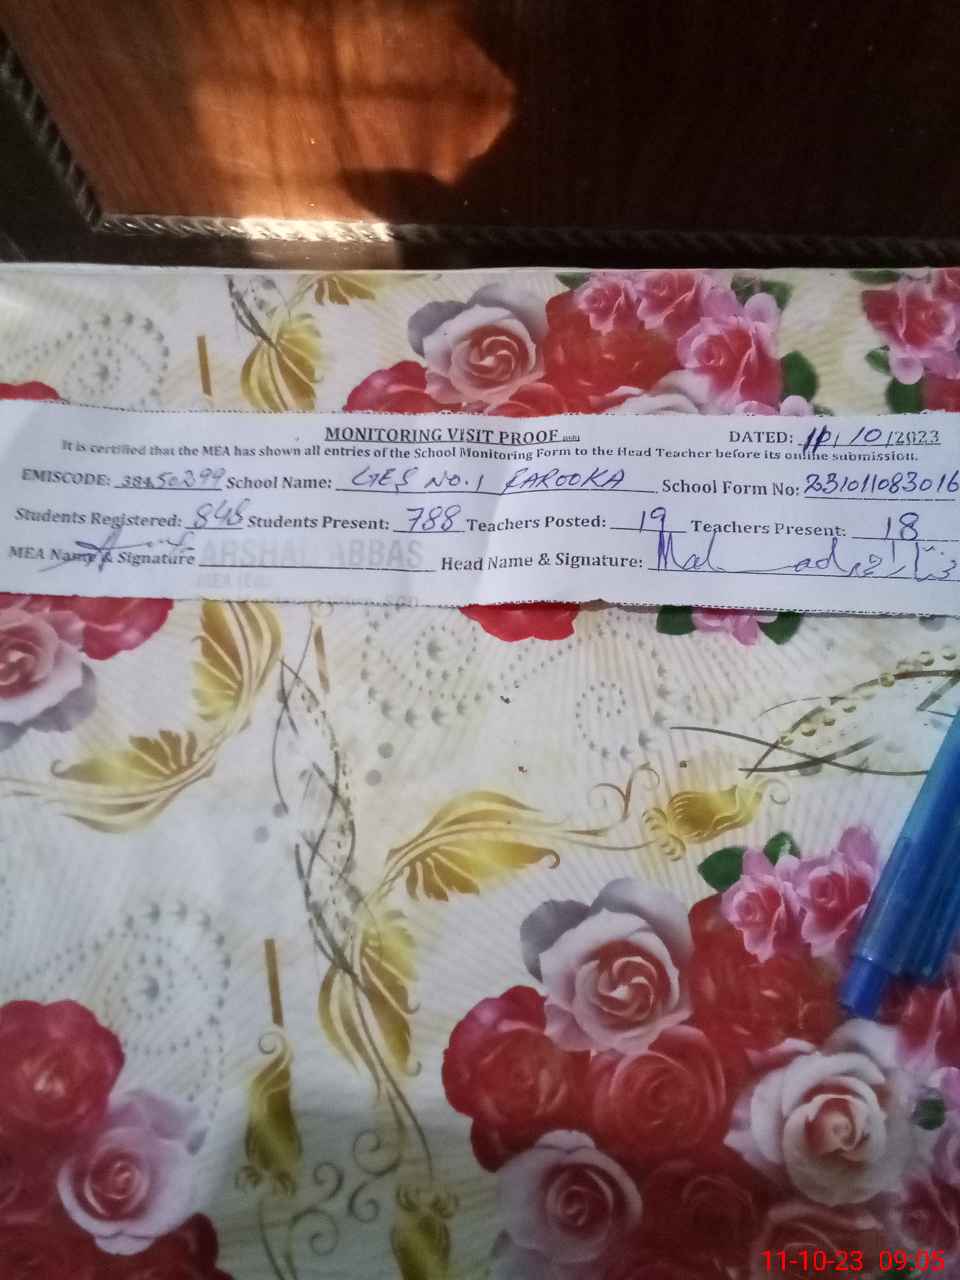 MONITORING VISIT PROOF DATED: 11/10/2023
It is certified that the MEA has shown all entries of the School Monitoring Form to the Head Teacher before its online submission.
EMISCODE: 38450299 School Name: GES NO.1 FAROOKA School Form No: 231011083016
Students Registered: 848 Students Present: 788 Teachers Posted: 19 Teachers Present: 18
MEA Name & Signature ARSHAD ABBAS Head Name & Signature:
11-10-23 09:05